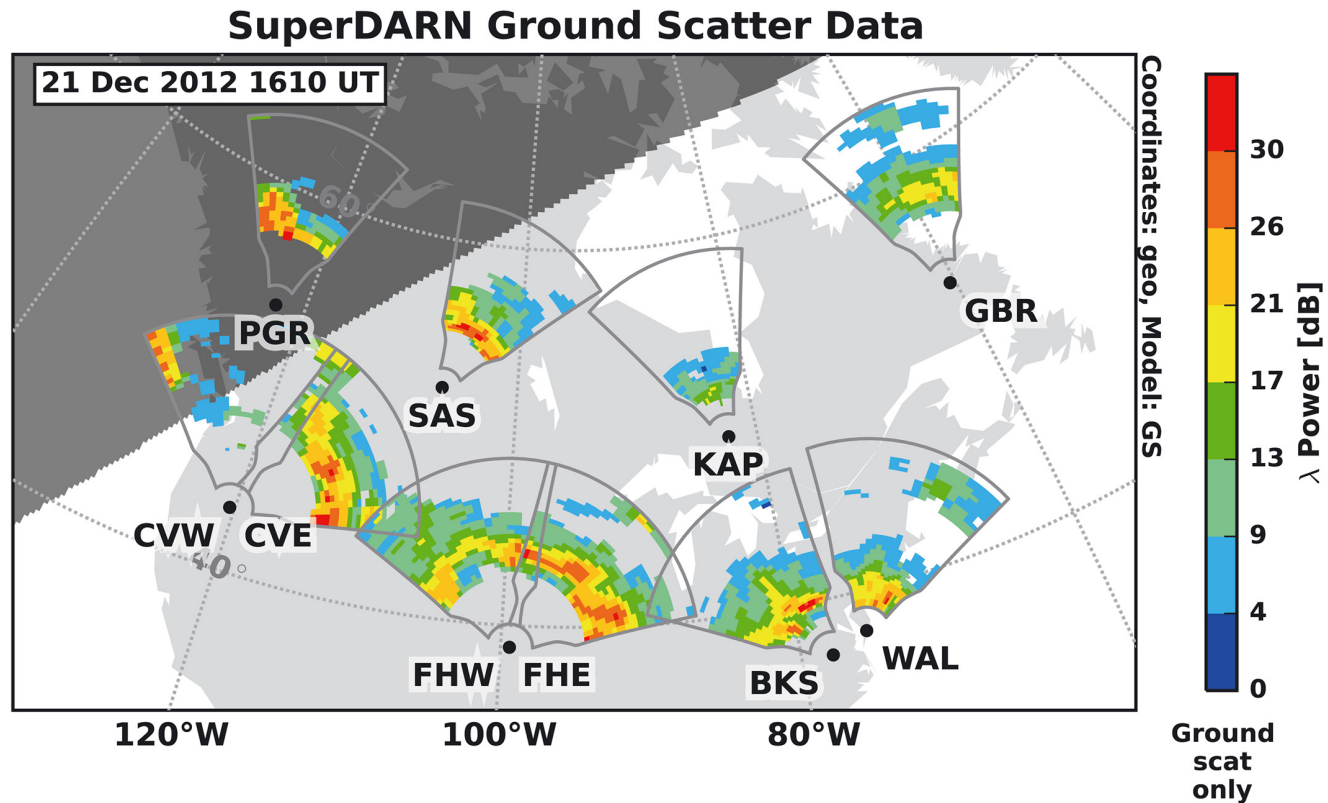 SuperDARN Ground Scatter Data
21 Dec 2012 1610 UT
60°
PGR
SAS
GBR
KAP
CVW CVE
40°
FHW FHE
BKS
WAL
120°W 100°W 80°W
Coordinates: geo, Model: GS
30
26
21
17
13
9
4
0
λ Power [dB]
Ground
scat
only